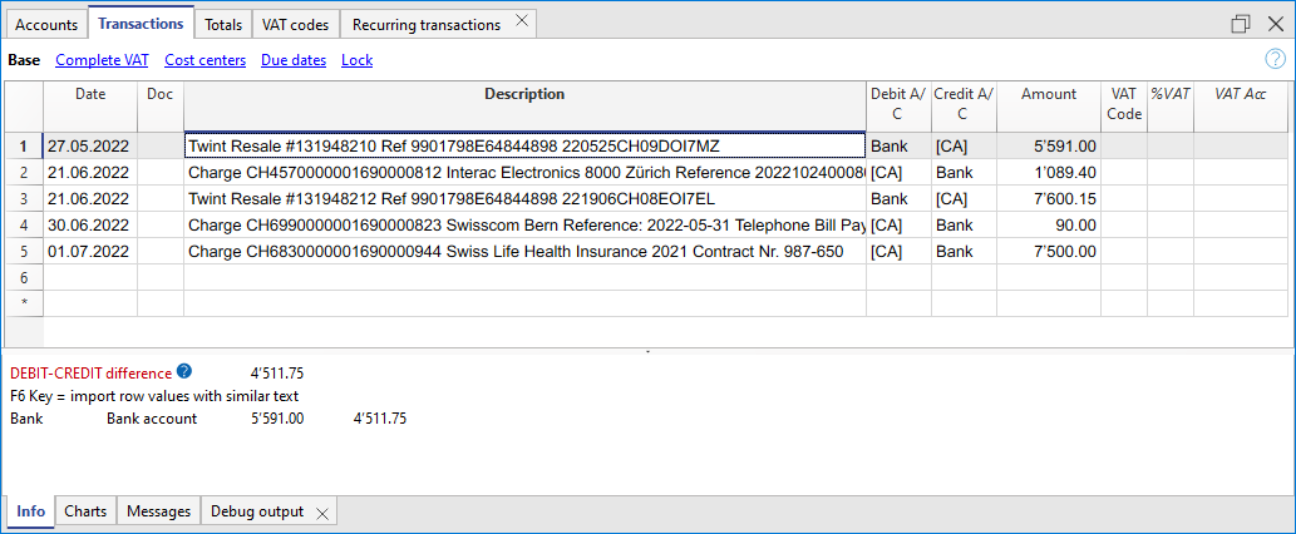 Accounts Transactions Totals VAT codes Recurring transactions
Base Complete VAT Cost centers Due dates Lock
Date Doc Description Debit A/C Credit A/C Amount VAT Code %VAT VAT Acc
1 27.05.2022 Twint Resale #131948210 Ref 9901798E64844898 220525CH09DOI7MZ Bank [CA] 5'591.00
2 21.06.2022 Charge CH4570000001690000812 Interac Electronics 8000 Zürich Reference 2022102400080 [CA] Bank 1'089.40
3 21.06.2022 Twint Resale #131948212 Ref 9901798E64844898 221906CH08EOI7EL Bank [CA] 7'600.15
4 30.06.2022 Charge CH6990000001690000823 Swisscom Bern Reference: 2022-05-31 Telephone Bill Pay [CA] Bank 90.00
5 01.07.2022 Charge CH6830000001690000944 Swiss Life Health Insurance 2021 Contract Nr. 987-650 [CA] Bank 7'500.00
6
*
DEBIT-CREDIT difference ? 4'511.75
F6 Key = import row values with similar text
Bank Bank account 5'591.00 4'511.75
Info Charts Messages Debug output